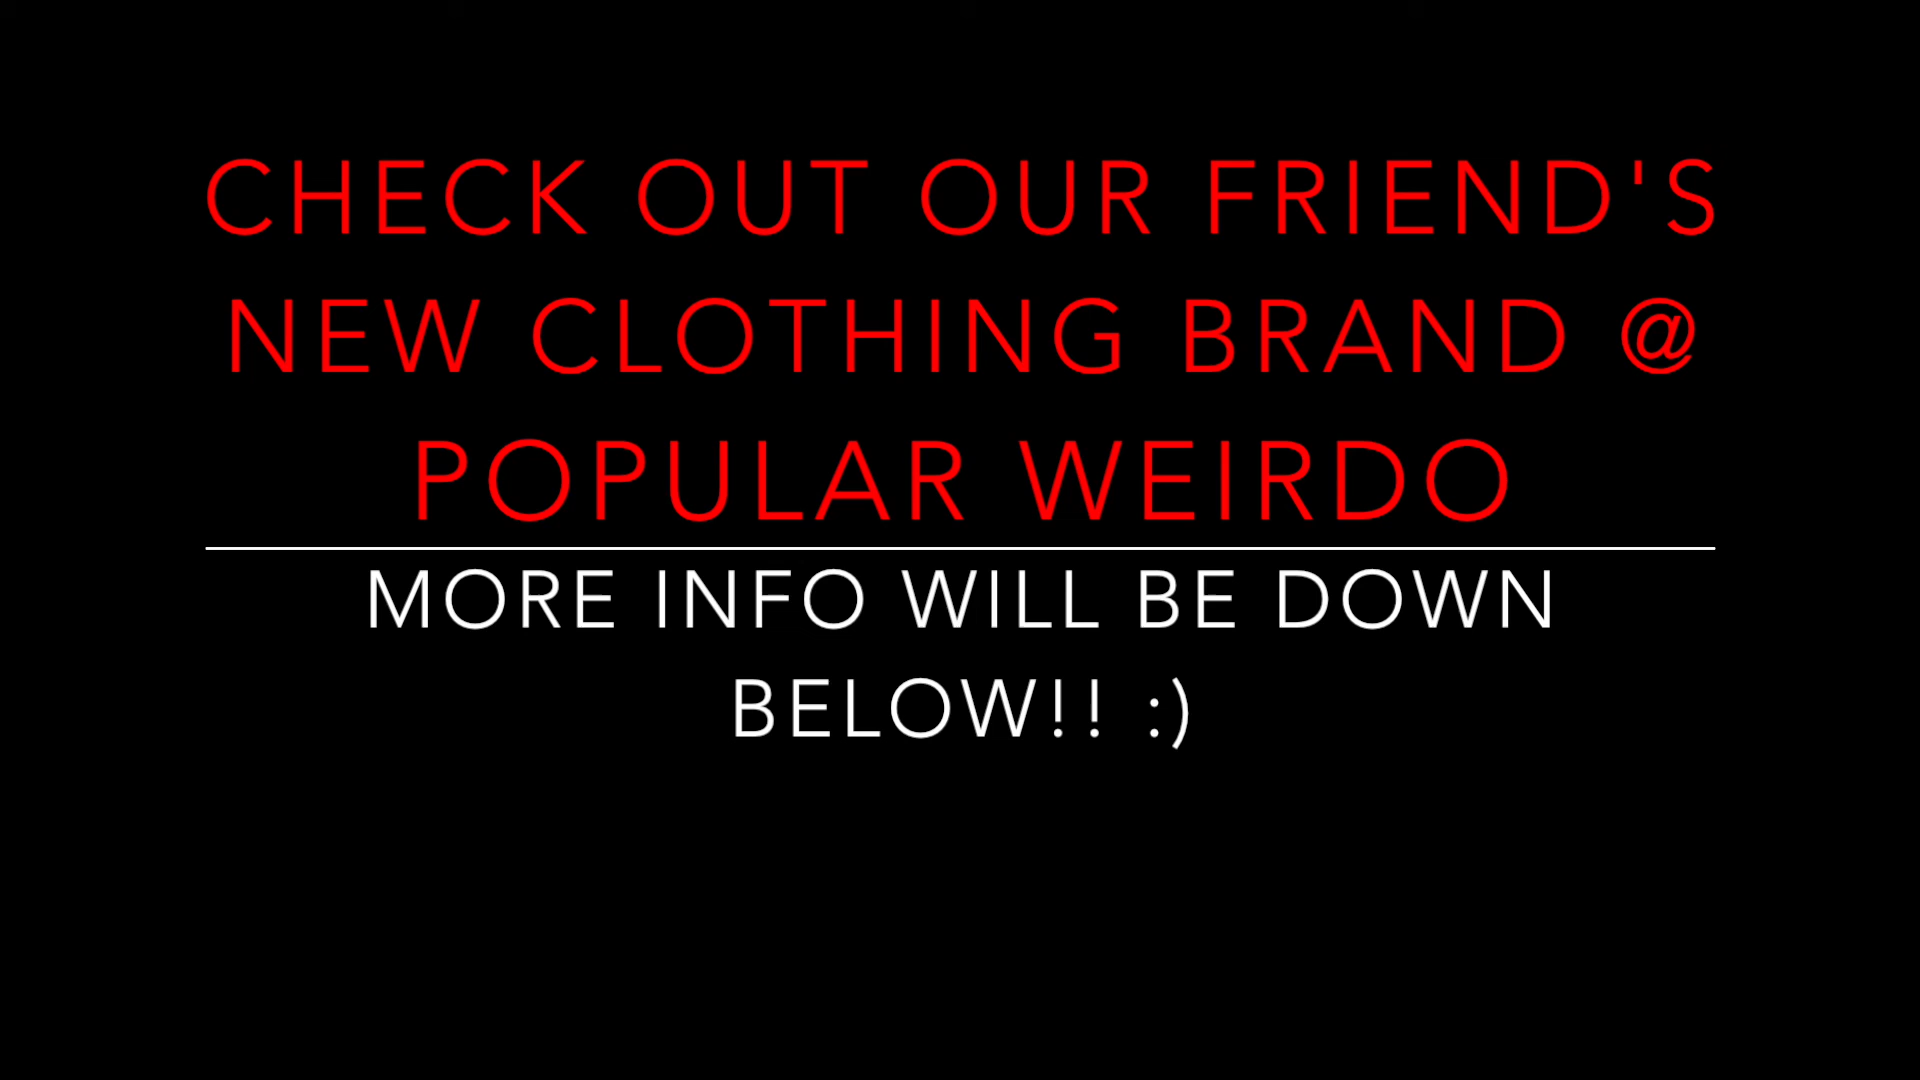 CHECK OUT OUR FRIEND'S
NEW CLOTHING BRAND @
POPULAR WEIRDO
MORE INFO WILL BE DOWN
BELOW!! :)